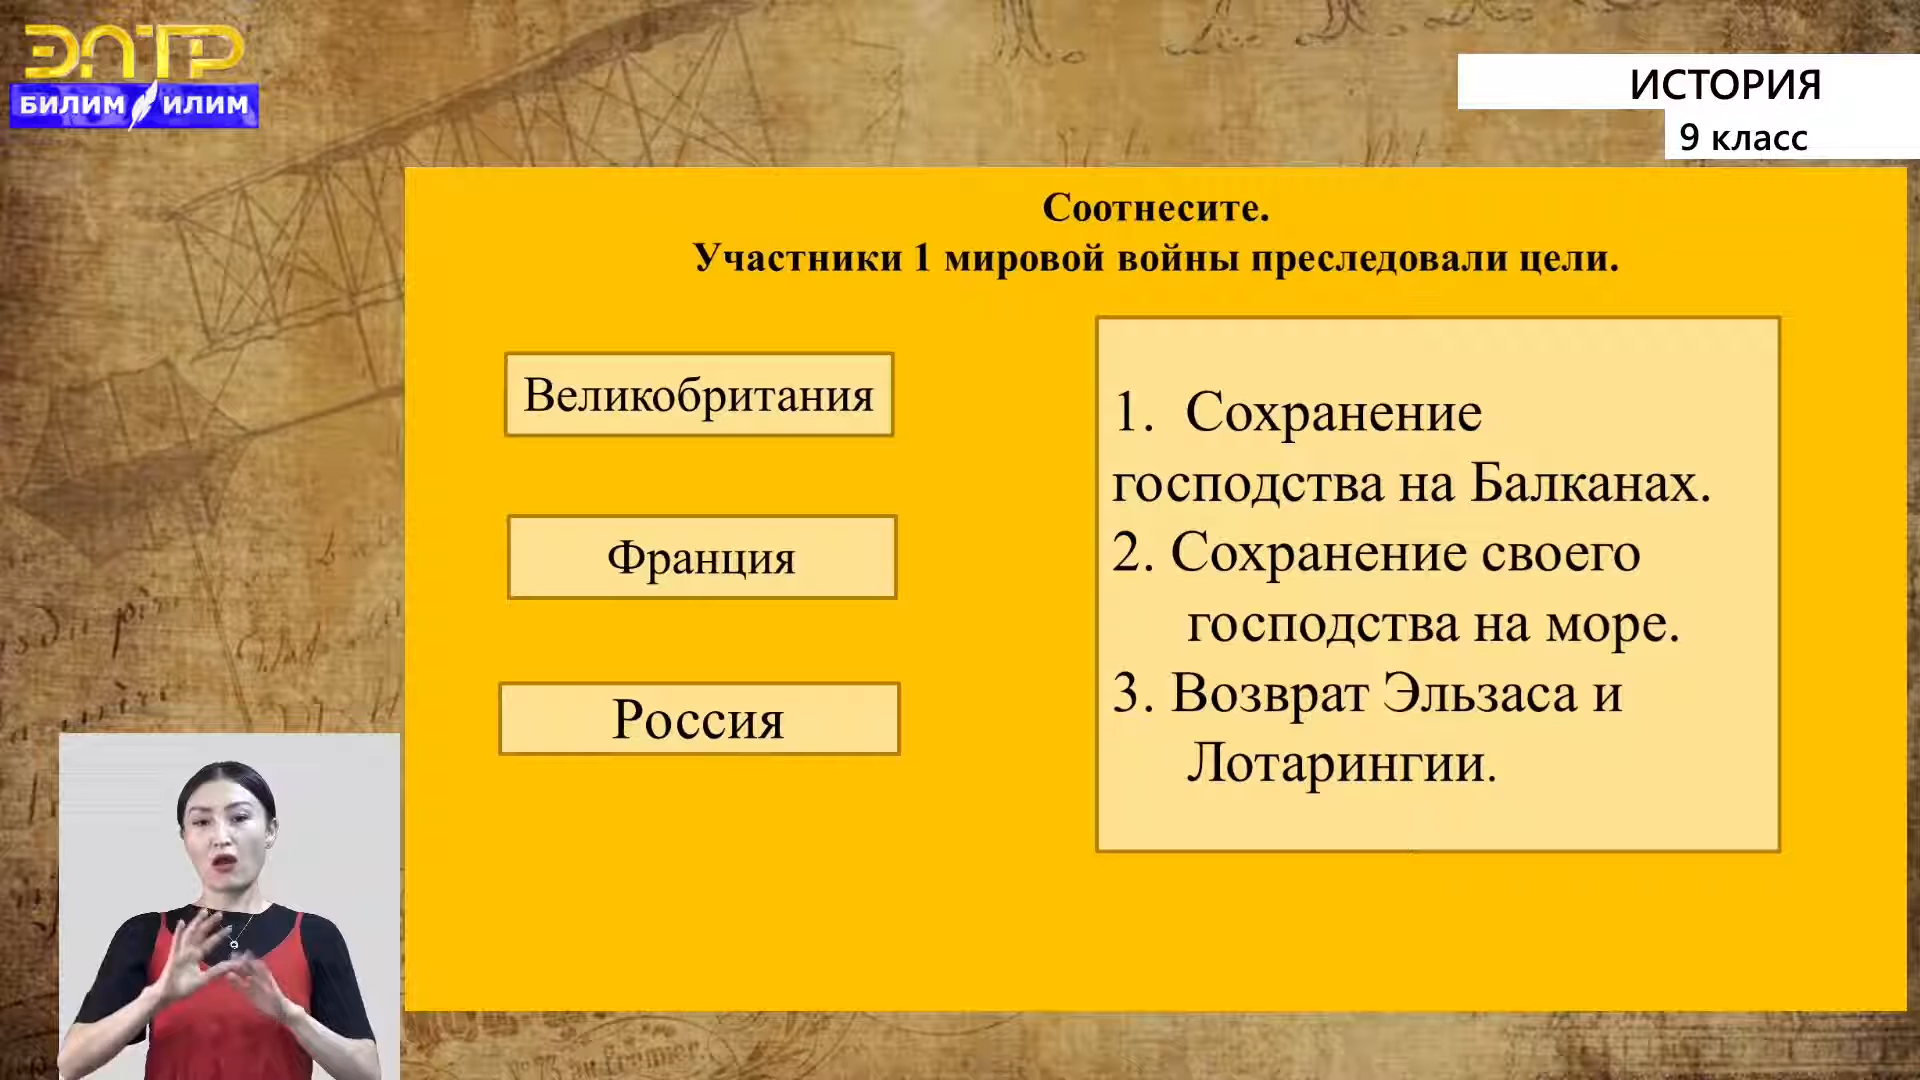 ЭЛТР
БИЛИМ ИЛИМ
ИСТОРИЯ
9 класс
Соотнесите.
Участники 1 мировой войны преследовали цели.
Великобритания
Франция
Россия
1. Сохранение
господства на Балканах.
2. Сохранение своего
господства на море.
3. Возврат Эльзаса и
Лотарингии.